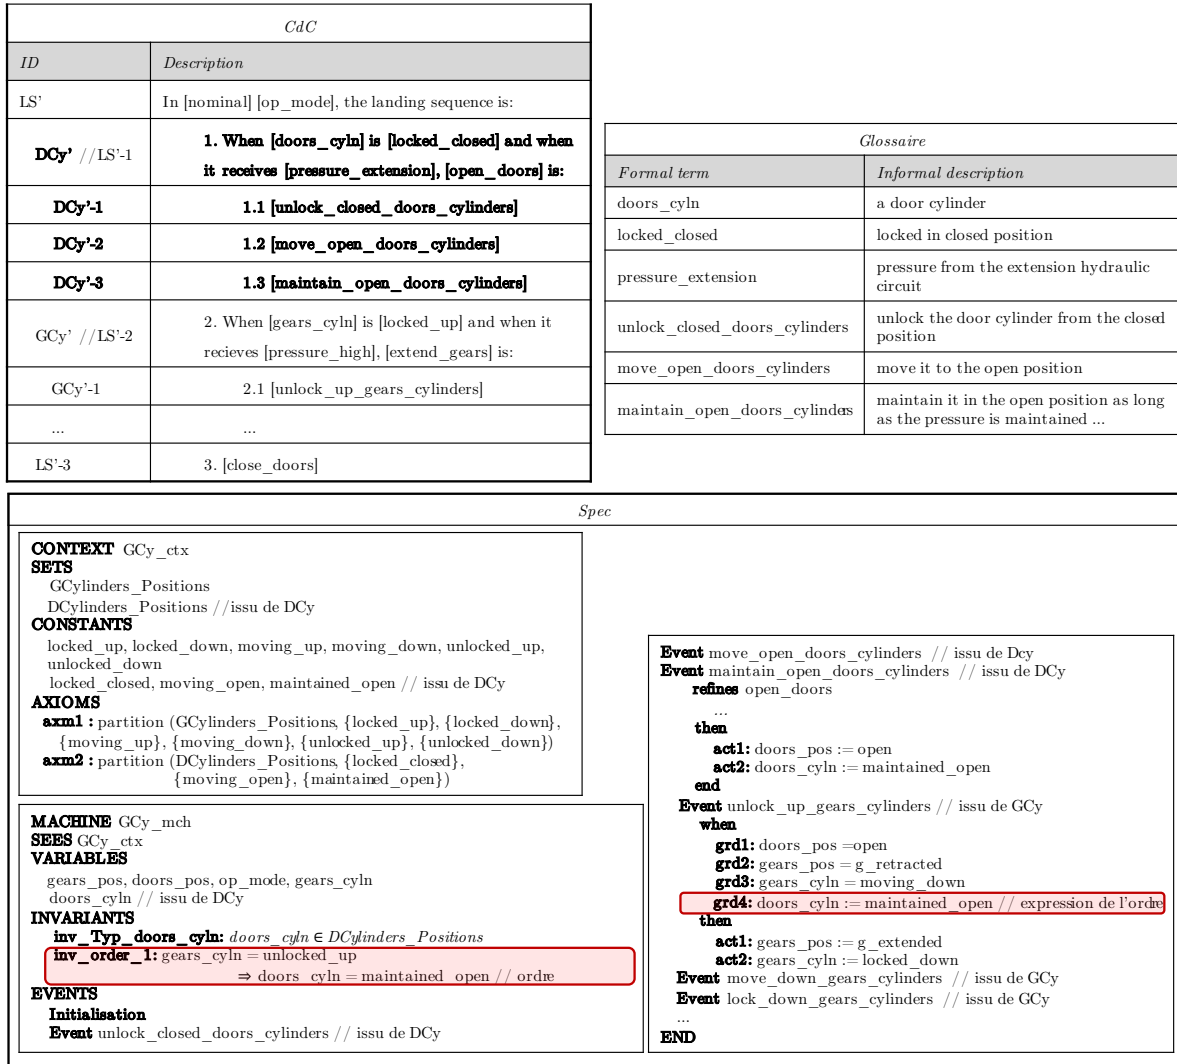 CdC
ID Description
LS' In [nominal] [op_mode], the landing sequence is:
DCy' //LS'-1 1. When [doors_cyln] is [locked_closed] and when
it receives [pressure_extension], [open_doors] is:
DCy'-1 1.1 [unlock_closed_doors_cylinders]
DCy'-2 1.2 [move_open_doors_cylinders]
DCy'-3 1.3 [maintain_open_doors_cylinders]
GCy' //LS'-2 2. When [gears_cyln] is [locked_up] and when it
recieves [pressure_high], [extend_gears] is:
GCy'-1 2.1 [unlock_up_gears_cylinders]
... ...
LS'-3 3. [close_doors]
Glossaire
Formal term Informal description
doors_cyln a door cylinder
locked_closed locked in closed position
pressure_extension pressure from the extension hydraulic
circuit
unlock_closed_doors_cylinders unlock the door cylinder from the closed
position
move_open_doors_cylinders move it to the open position
maintain_open_doors_cylinders maintain it in the open position as long
as the pressure is maintained ...
Spec
CONTEXT GCy_ctx
SETS
GCylinders_Positions
DCylinders_Positions //issu de DCy
CONSTANTS
locked_up, locked_down, moving_up, moving_down, unlocked_up,
unlocked_down
locked_closed, moving_open, maintained_open // issu de DCy
AXIOMS
axm1 : partition (GCylinders_Positions, {locked_up}, {locked_down},
{moving_up}, {moving_down}, {unlocked_up}, {unlocked_down})
axm2 : partition (DCylinders_Positions, {locked_closed},
{moving_open}, {maintained_open})
MACHINE GCy_mch
SEES GCy_ctx
VARIABLES
gears_pos, doors_pos, op_mode, gears_cyln
doors_cyln // issu de DCy
INVARIANTS
inv_Typ_doors_cyln: doors_cyln ∈ DCylinders_Positions
inv_order_1: gears_cyln = unlocked_up
⇒ doors_cyln = maintained_open // ordre
EVENTS
Initialisation
Event unlock_closed_doors_cylinders // issu de DCy
Event move_open_doors_cylinders // issu de Dcy
Event maintain_open_doors_cylinders // issu de DCy
refines open_doors
...
then
act1: doors_pos := open
act2: doors_cyln := maintained_open
end
Event unlock_up_gears_cylinders // issu de GCy
when
grd1: doors_pos =open
grd2: gears_pos = g_retracted
grd3: gears_cyln = moving_down
grd4: doors_cyln := maintained_open // expression de l'ordre
then
act1: gears_pos := g_extended
act2: gears_cyln := locked_down
Event move_down_gears_cylinders // issu de GCy
Event lock_down_gears_cylinders // issu de GCy
...
END